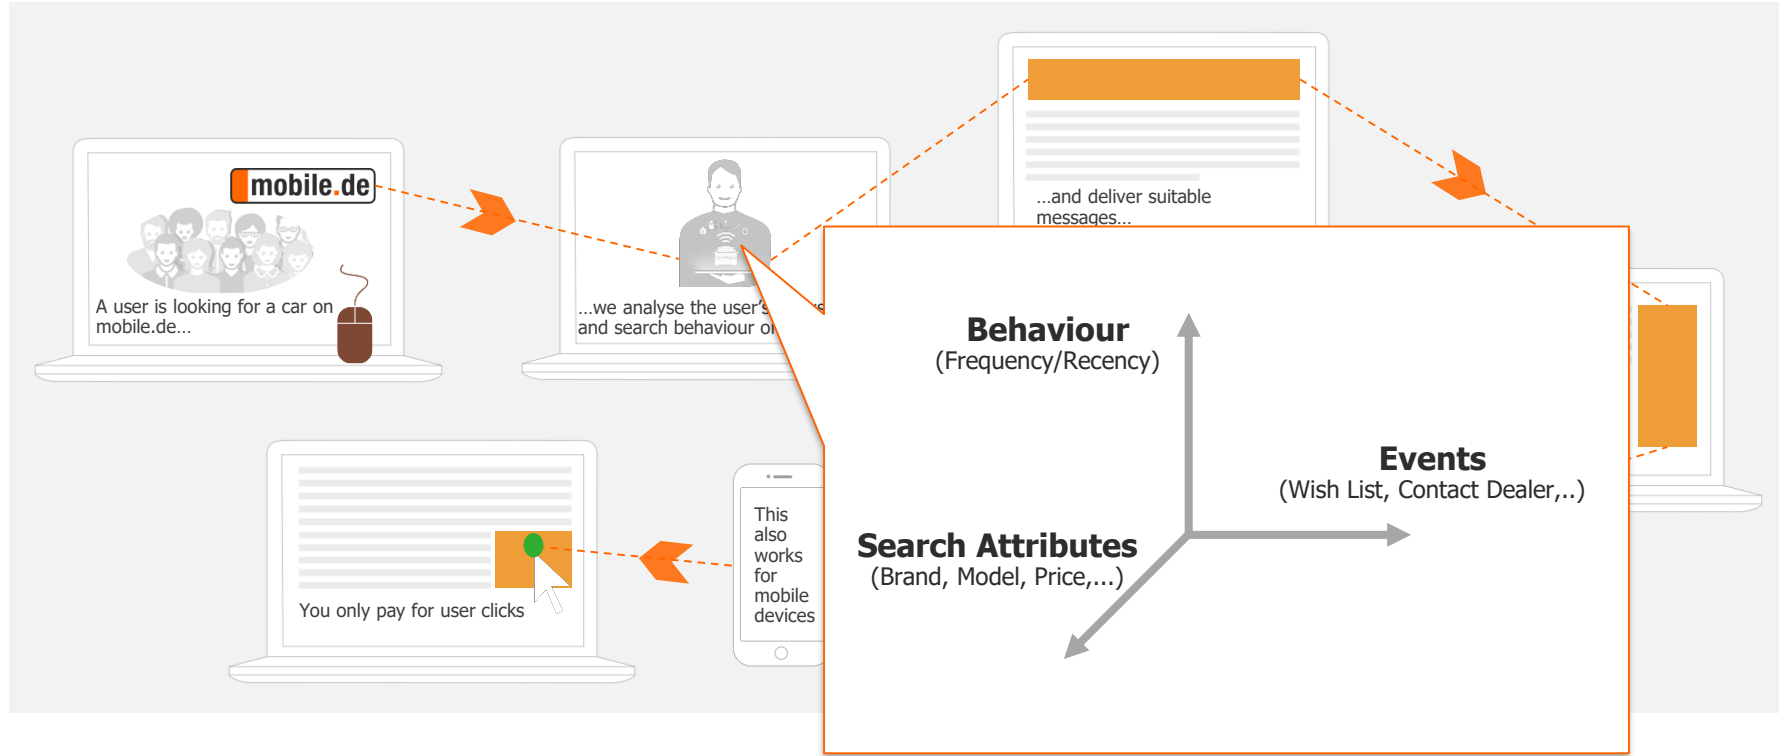 mobile.de
A user is looking for a car on
mobile.de...
...we analyse the user's
and search behaviour
...and deliver suitable
messages...
Behaviour
(Frequency/Recency)
Events
(Wish List, Contact Dealer,..)
Search Attributes
(Brand, Model, Price,...)
You only pay for user clicks
This
also
works
for
mobile
devices